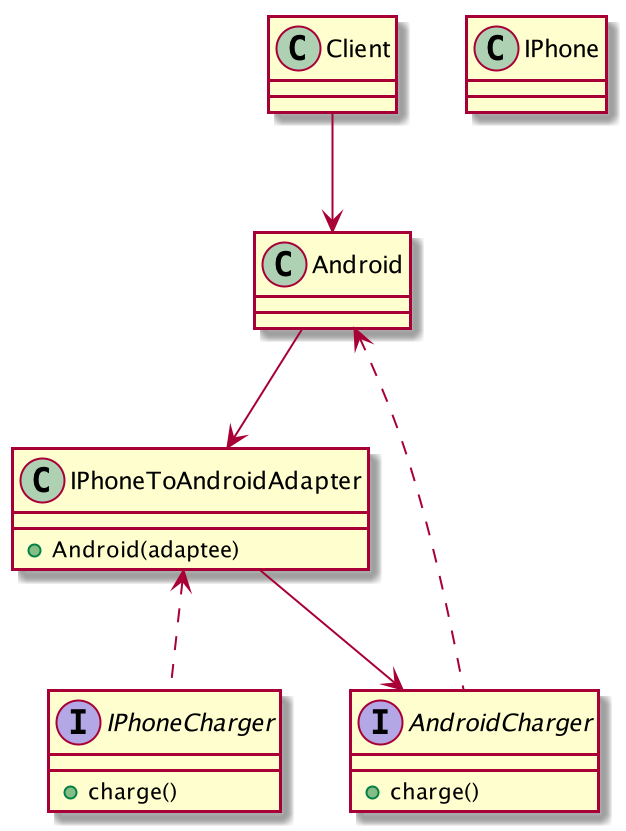 C Client
C IPhone
C Android
C IPhoneToAndroidAdapter
Android(adaptee)
I IPhoneCharger
charge()
I AndroidCharger
charge()